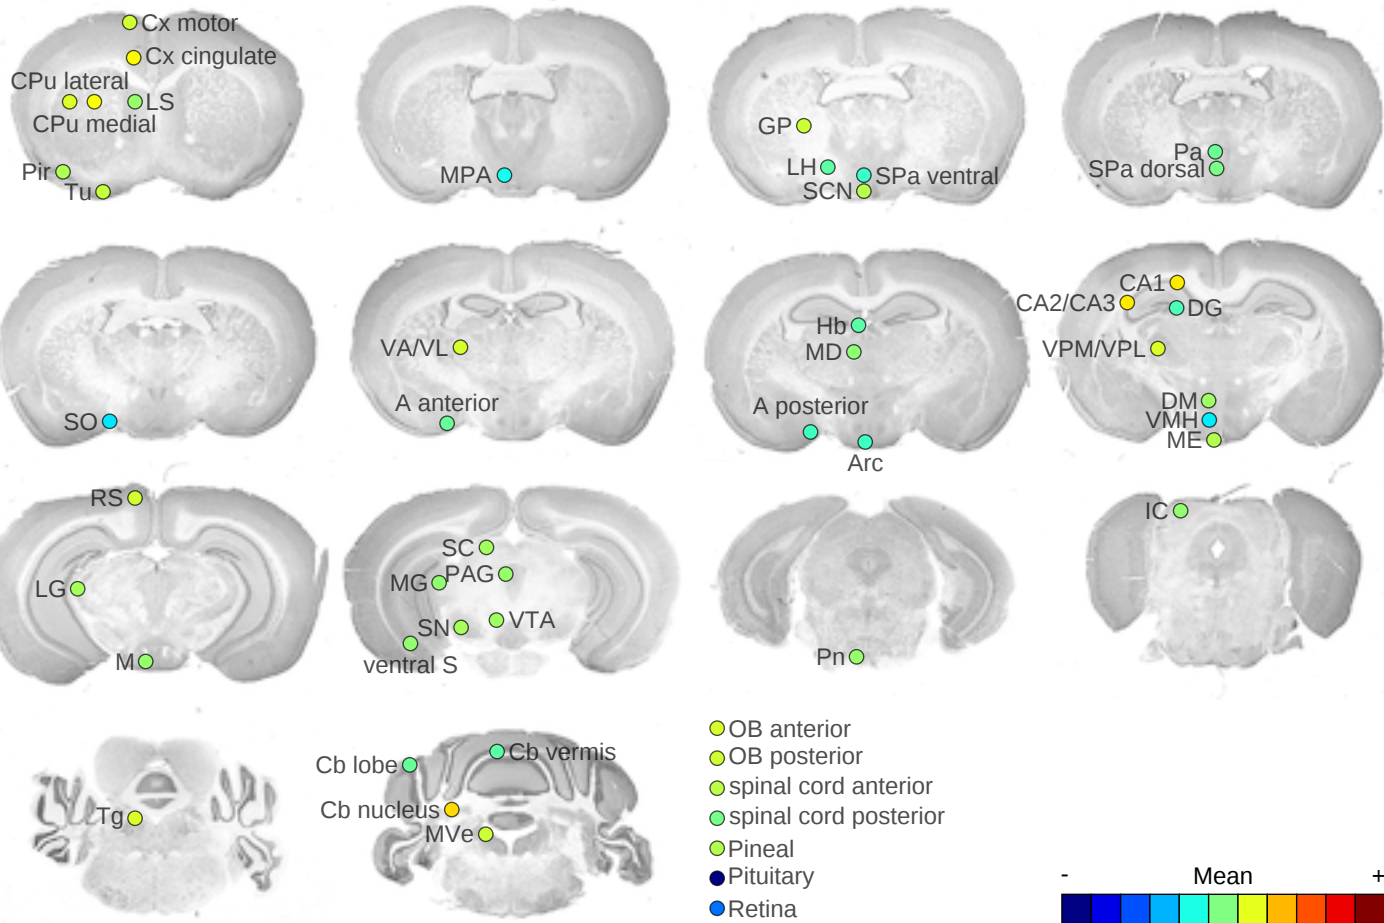 Cx motor
Cx cingulate
CPu lateral
LS
CPu medial
Pir
Tu
MPA
GP
LH
SPa ventral
SCN
Pa
SPa dorsal
SO
VA/VL
A anterior
Hb
MD
A posterior
Arc
CA1
CA2/CA3
DG
VPM/VPL
DM
VMH
ME
RS
LG
M
SC
MG
PAG
SN
VTA
ventral S
Pn
IC
Tg
Cb lobe
Cb vermis
Cb nucleus
MVe
OB anterior
OB posterior
spinal cord anterior
spinal cord posterior
Pineal
Pituitary
Retina
- Mean +